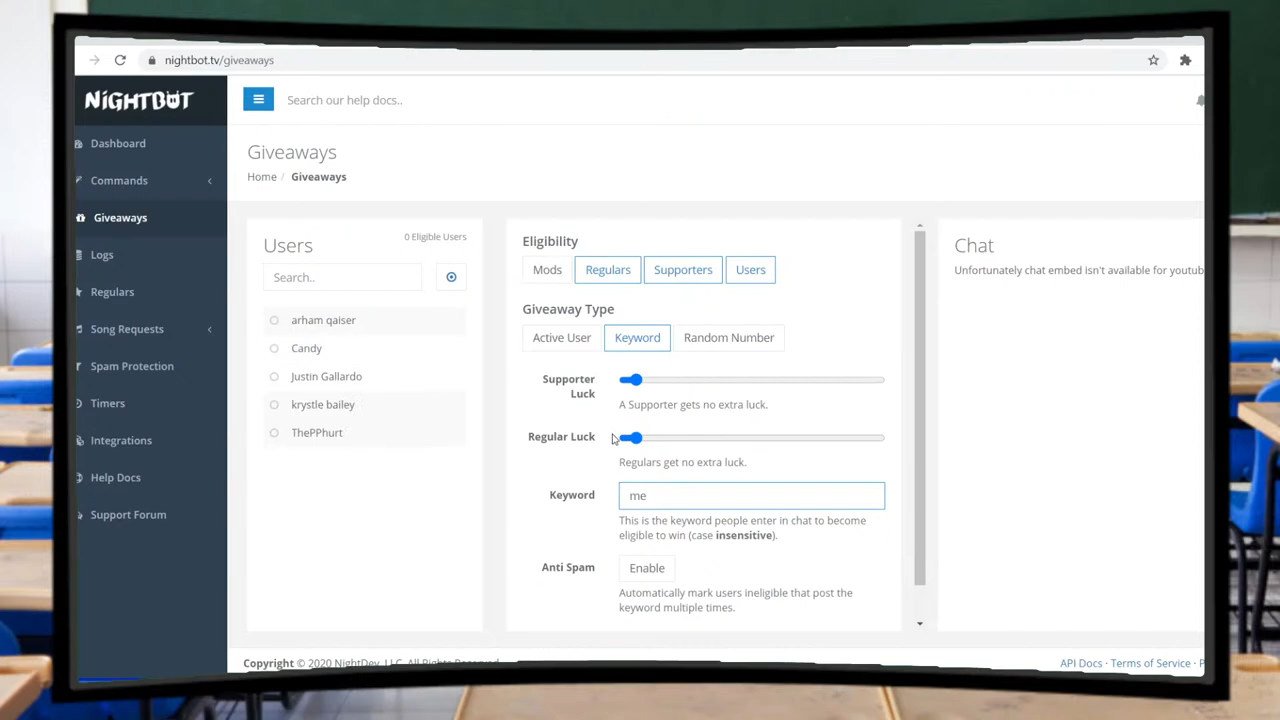 nightbot.tv/giveaways
NiGHTBOT
Search our help docs..
Dashboard
Commands
Giveaways
Logs
Regulars
Song Requests
Spam Protection
Timers
Integrations
Help Docs
Support Forum
Giveaways
Home / Giveaways
Users
0 Eligible Users
Search..
arham qaiser
Candy
Justin Gallardo
krystle bailey
ThePPhurt
Eligibility
Mods Regulars Supporters Users
Giveaway Type
Active User Keyword Random Number
Supporter
Luck
A Supporter gets no extra luck.
Regular Luck
Regulars get no extra luck.
Keyword
me
This is the keyword people enter in chat to become
eligible to win (case insensitive).
Anti Spam
Enable
Automatically mark users ineligible that post the
keyword multiple times.
Chat
Unfortunately chat embed isn't available for youtub
Copyright © 2020 NightDev, LLC. All Rights Reserved
API Docs · Terms of Service · P